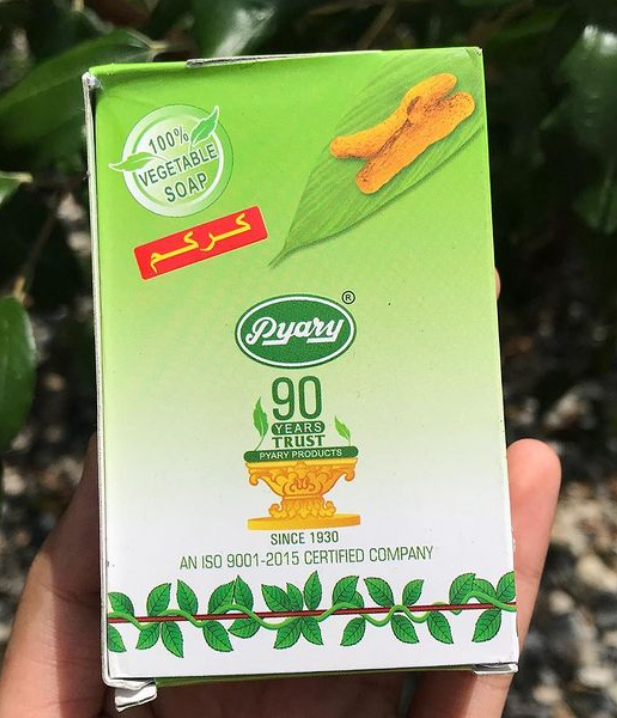 100%
VEGETABLE
SOAP
كركم
Pyary ®
90
YEARS
TRUST
PYARY PRODUCTS
SINCE 1930
AN ISO 9001-2015 CERTIFIED COMPANY